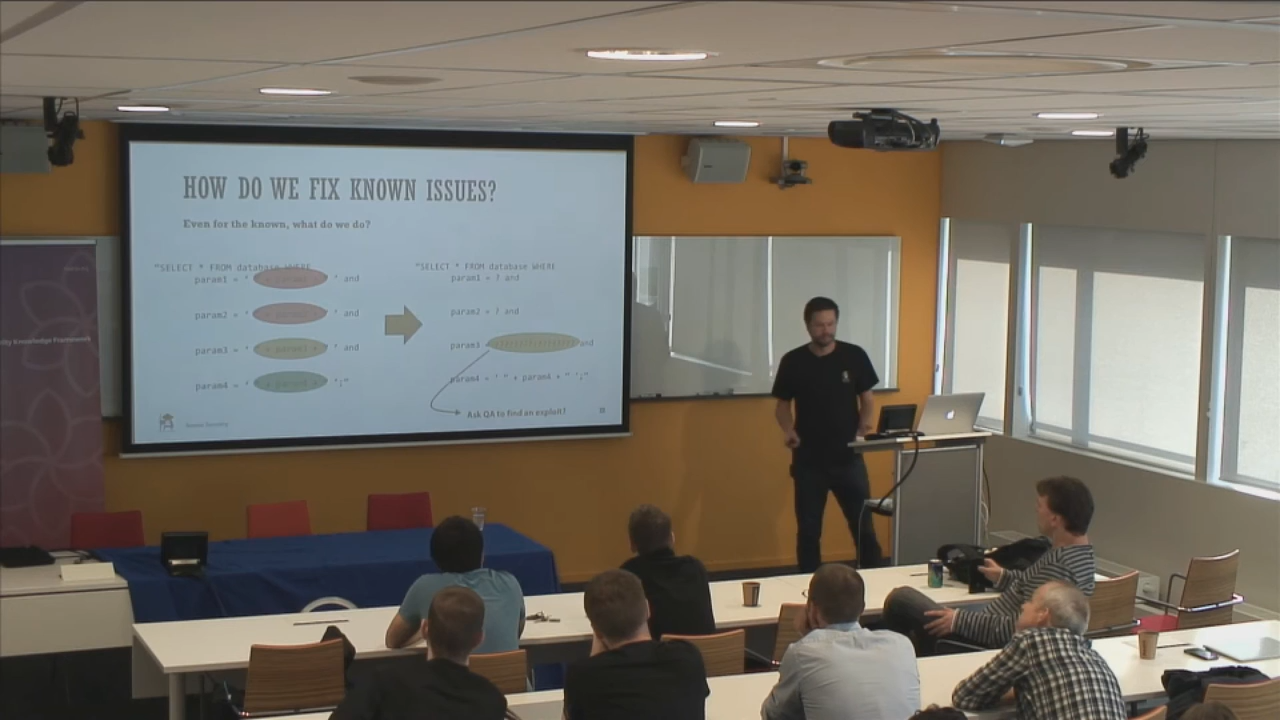 HOW DO WE FIX KNOWN ISSUES?
Even for the known, what do we do?
"SELECT * FROM database WHERE
param1 = ' ' and
param2 = ' ' and
param3 = ' ' and
param4 = ' ';"
"SELECT * FROM database WHERE
param1 = ? and
param2 = ? and
param3 and
param4 = ' " + param4 + " ';"
Ask QA to find an exploit?
Knowledge Framework